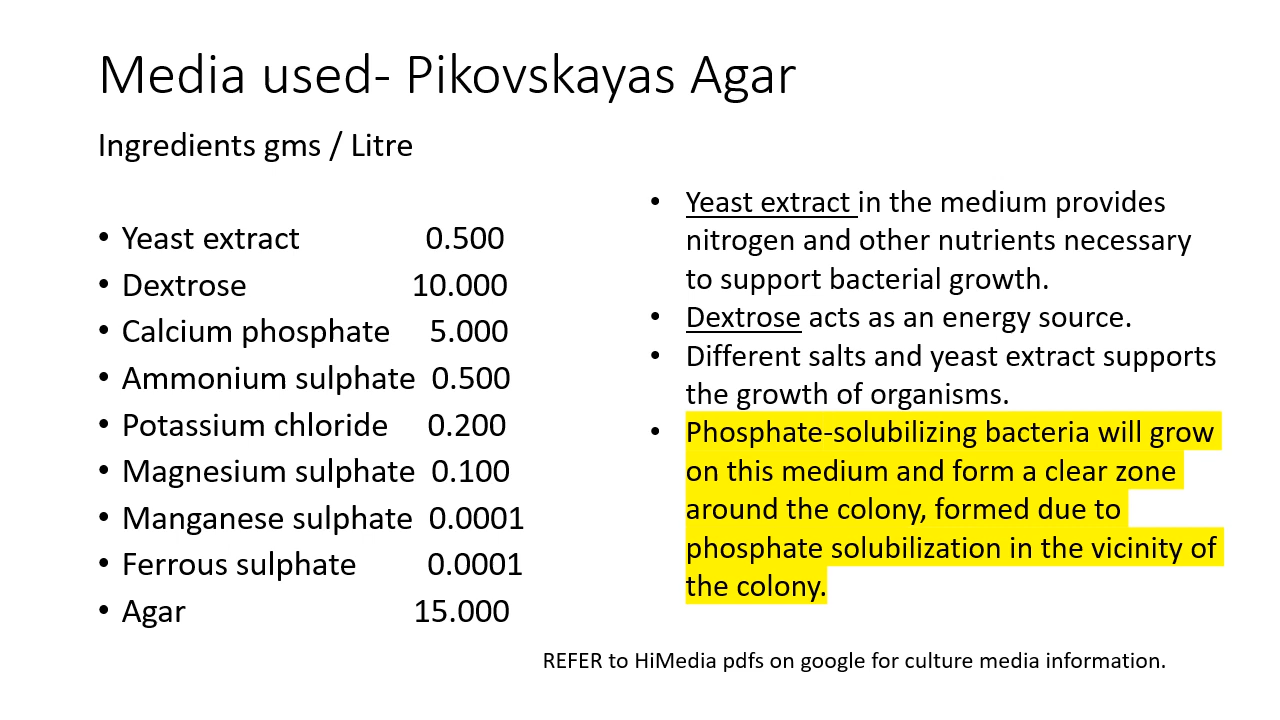 Media used- Pikovskayas Agar
Ingredients gms / Litre
• Yeast extract 0.500
• Dextrose 10.000
• Calcium phosphate 5.000
• Ammonium sulphate 0.500
• Potassium chloride 0.200
• Magnesium sulphate 0.100
• Manganese sulphate 0.0001
• Ferrous sulphate 0.0001
• Agar 15.000
• Yeast extract in the medium provides
nitrogen and other nutrients necessary
to support bacterial growth.
• Dextrose acts as an energy source.
• Different salts and yeast extract supports
the growth of organisms.
• Phosphate-solubilizing bacteria will grow
on this medium and form a clear zone
around the colony, formed due to
phosphate solubilization in the vicinity of
the colony.
REFER to HiMedia pdfs on google for culture media information.